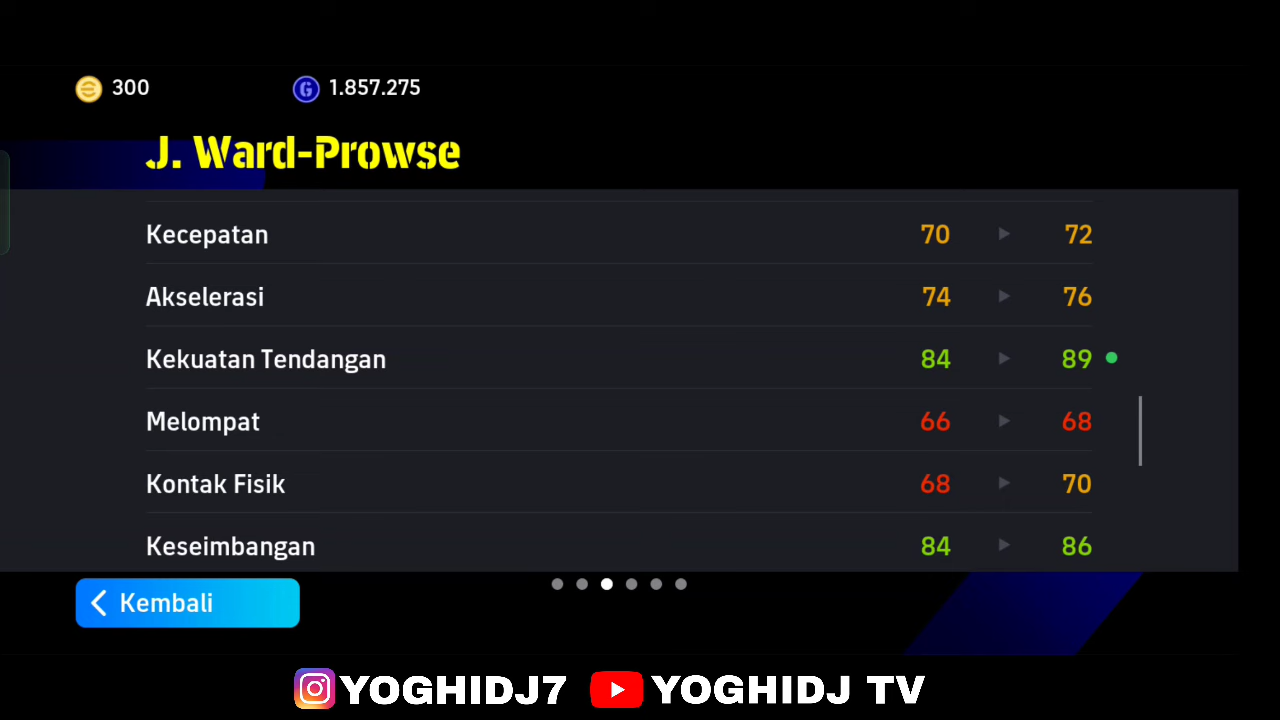 300 1.857.275
J. Ward-Prowse
Kecepatan 70 72
Akselerasi 74 76
Kekuatan Tendangan 84 89
Melompat 66 68
Kontak Fisik 68 70
Keseimbangan 84 86
Kembali
YOGHIDJ7 YOGHIDJ TV